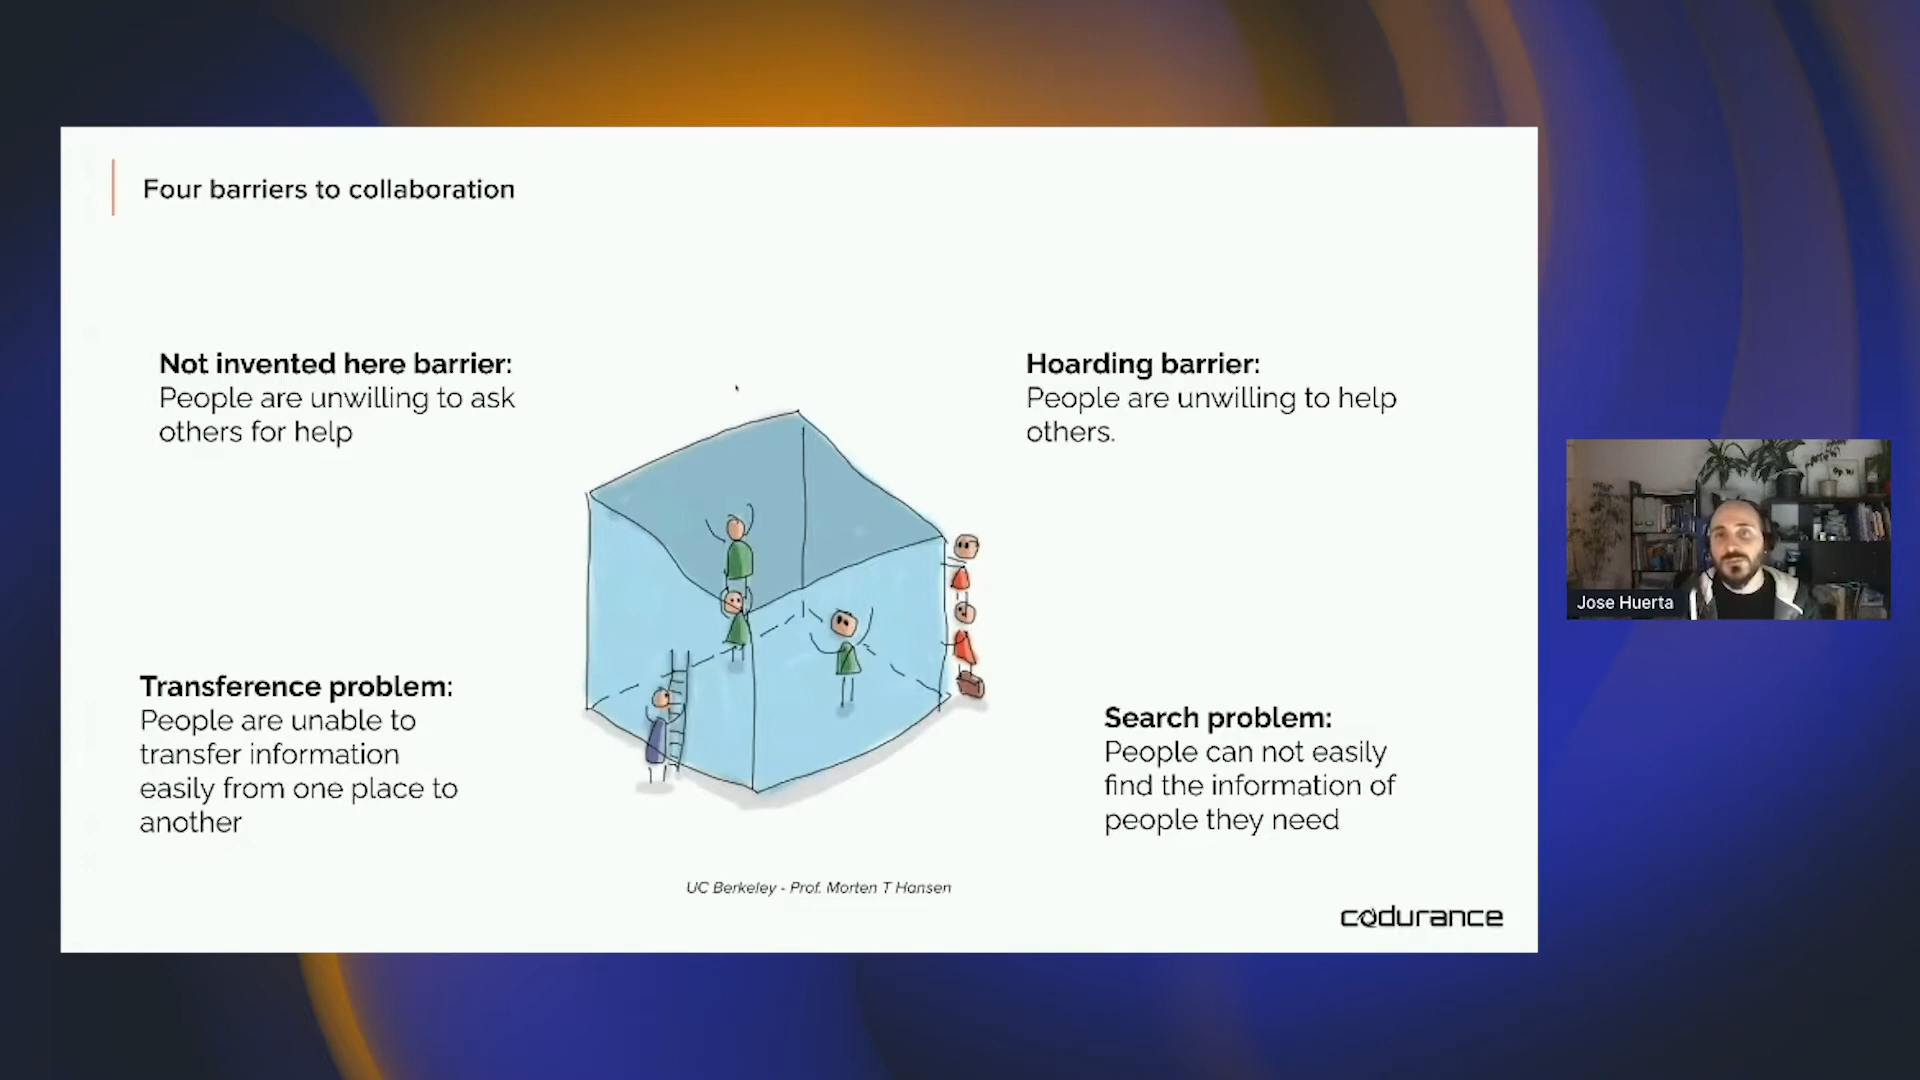 Four barriers to collaboration
Not invented here barrier:
People are unwilling to ask
others for help
Hoarding barrier:
People are unwilling to help
others.
Transference problem:
People are unable to
transfer information
easily from one place to
another
Search problem:
People can not easily
find the information of
people they need
UC Berkeley - Prof. Morten T Hansen
codurance
Jose Huerta